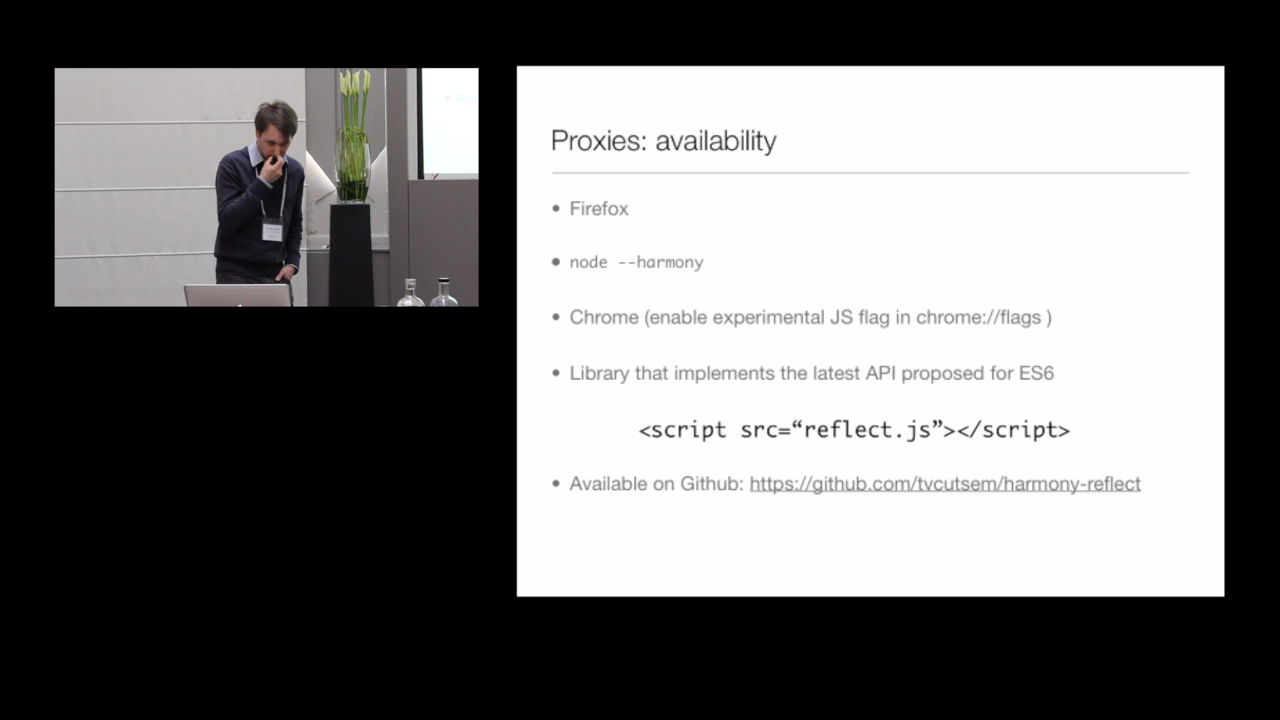 Proxies: availability
• Firefox
• node --harmony
• Chrome (enable experimental JS flag in chrome://flags )
• Library that implements the latest API proposed for ES6
<script src=“reflect.js”></script>
• Available on Github: https://github.com/tvcutsem/harmony-reflect